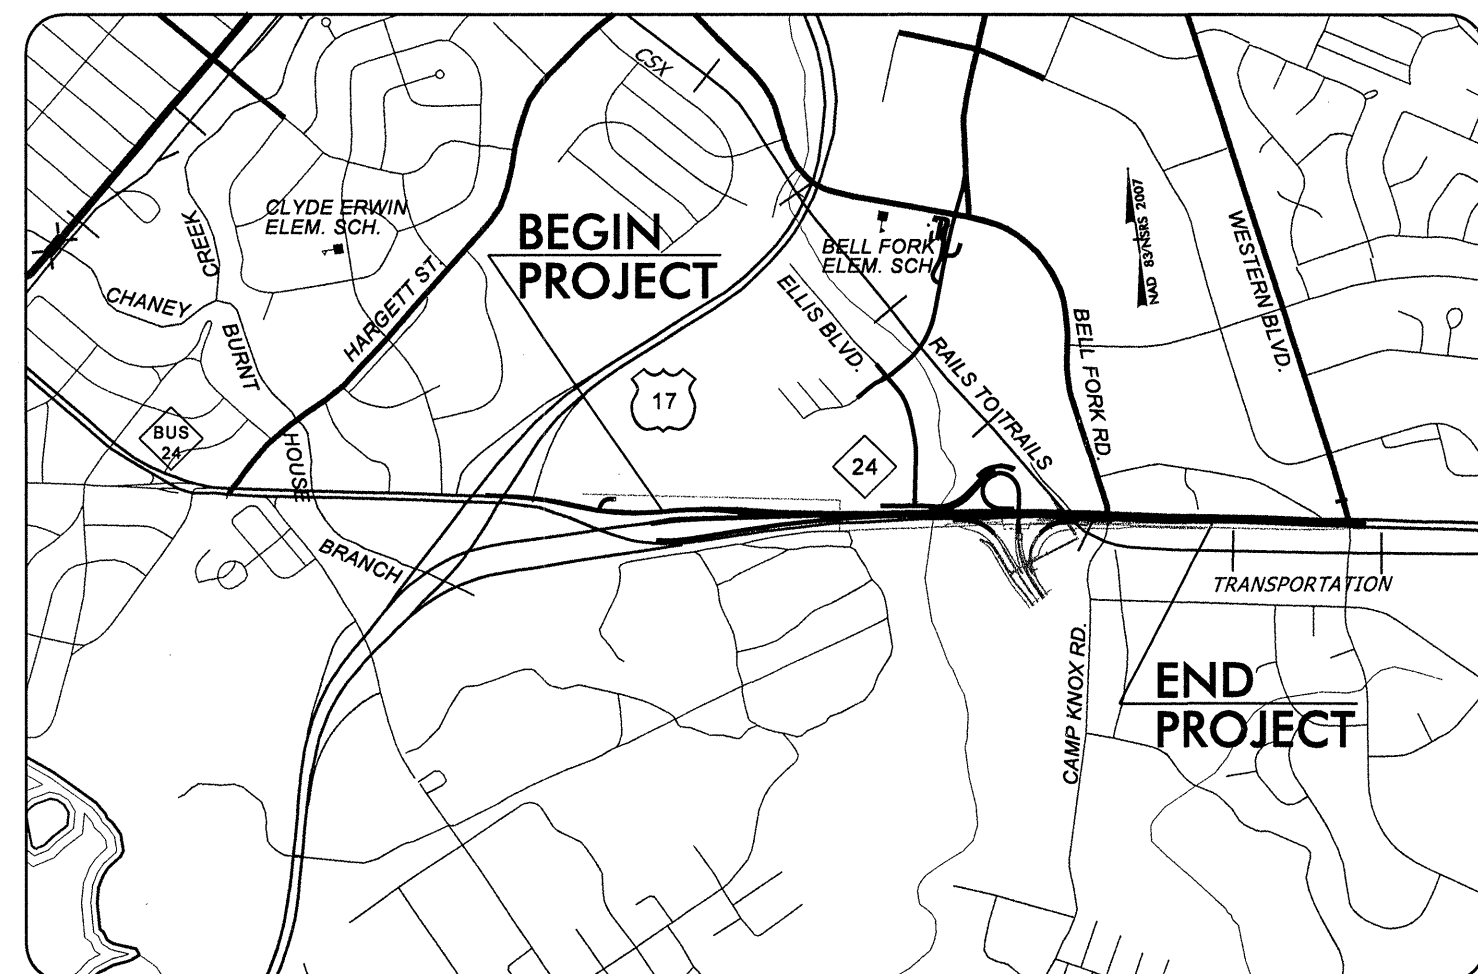 CSX
CLYDE ERWIN
ELEM. SCH.
CREEK
CHANEY
BURNT
HARGETT ST.
BEGIN
PROJECT
BELL FORK
ELEM. SCH.
ELLIS BLVD.
NAD 83/NSRS 2007
WESTERN BLVD.
BELL FORK RD.
RAILS TO TRAILS
17
BUS
24
24
HOUSE
BRANCH
TRANSPORTATION
CAMP KNOX RD.
END
PROJECT